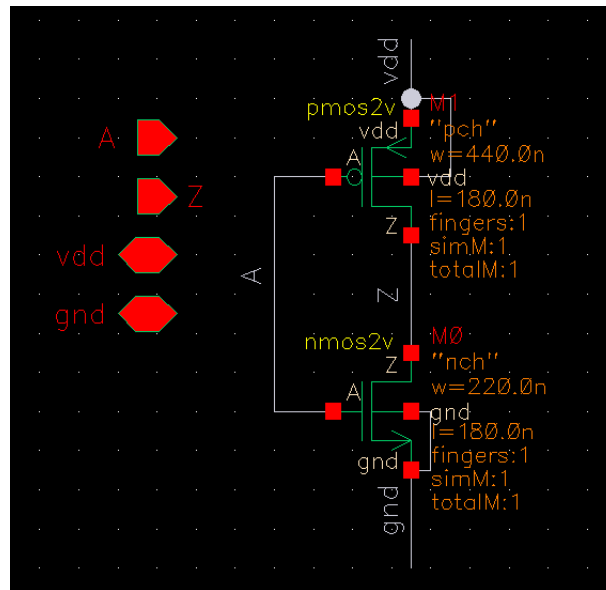 vdd
M1
pmos2v
"pch"
vdd
w=440.0n
A
A
vdd
l=180.0n
Z
fingers:1
Z
simM:1
vdd
totalM:1
A
Z
gnd
M0
nmos2v
"nch"
Z
w=220.0n
A
gnd
l=180.0n
fingers:1
gnd
simM:1
totalM:1
gnd